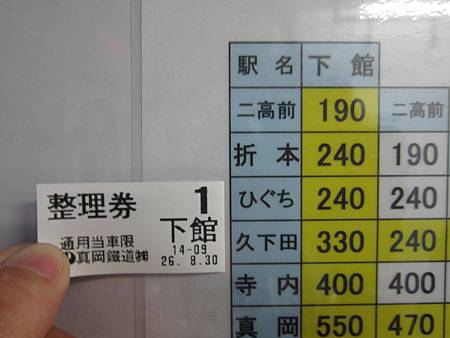 整理券 1
下館
通用当車限 14-09
真岡鐵道㈱ 26. 8.30
駅名 下館
二高前 190 二高前
折本 240 190
ひぐち 240 240
久下田 330 240
寺内 400 400
真岡 550 470